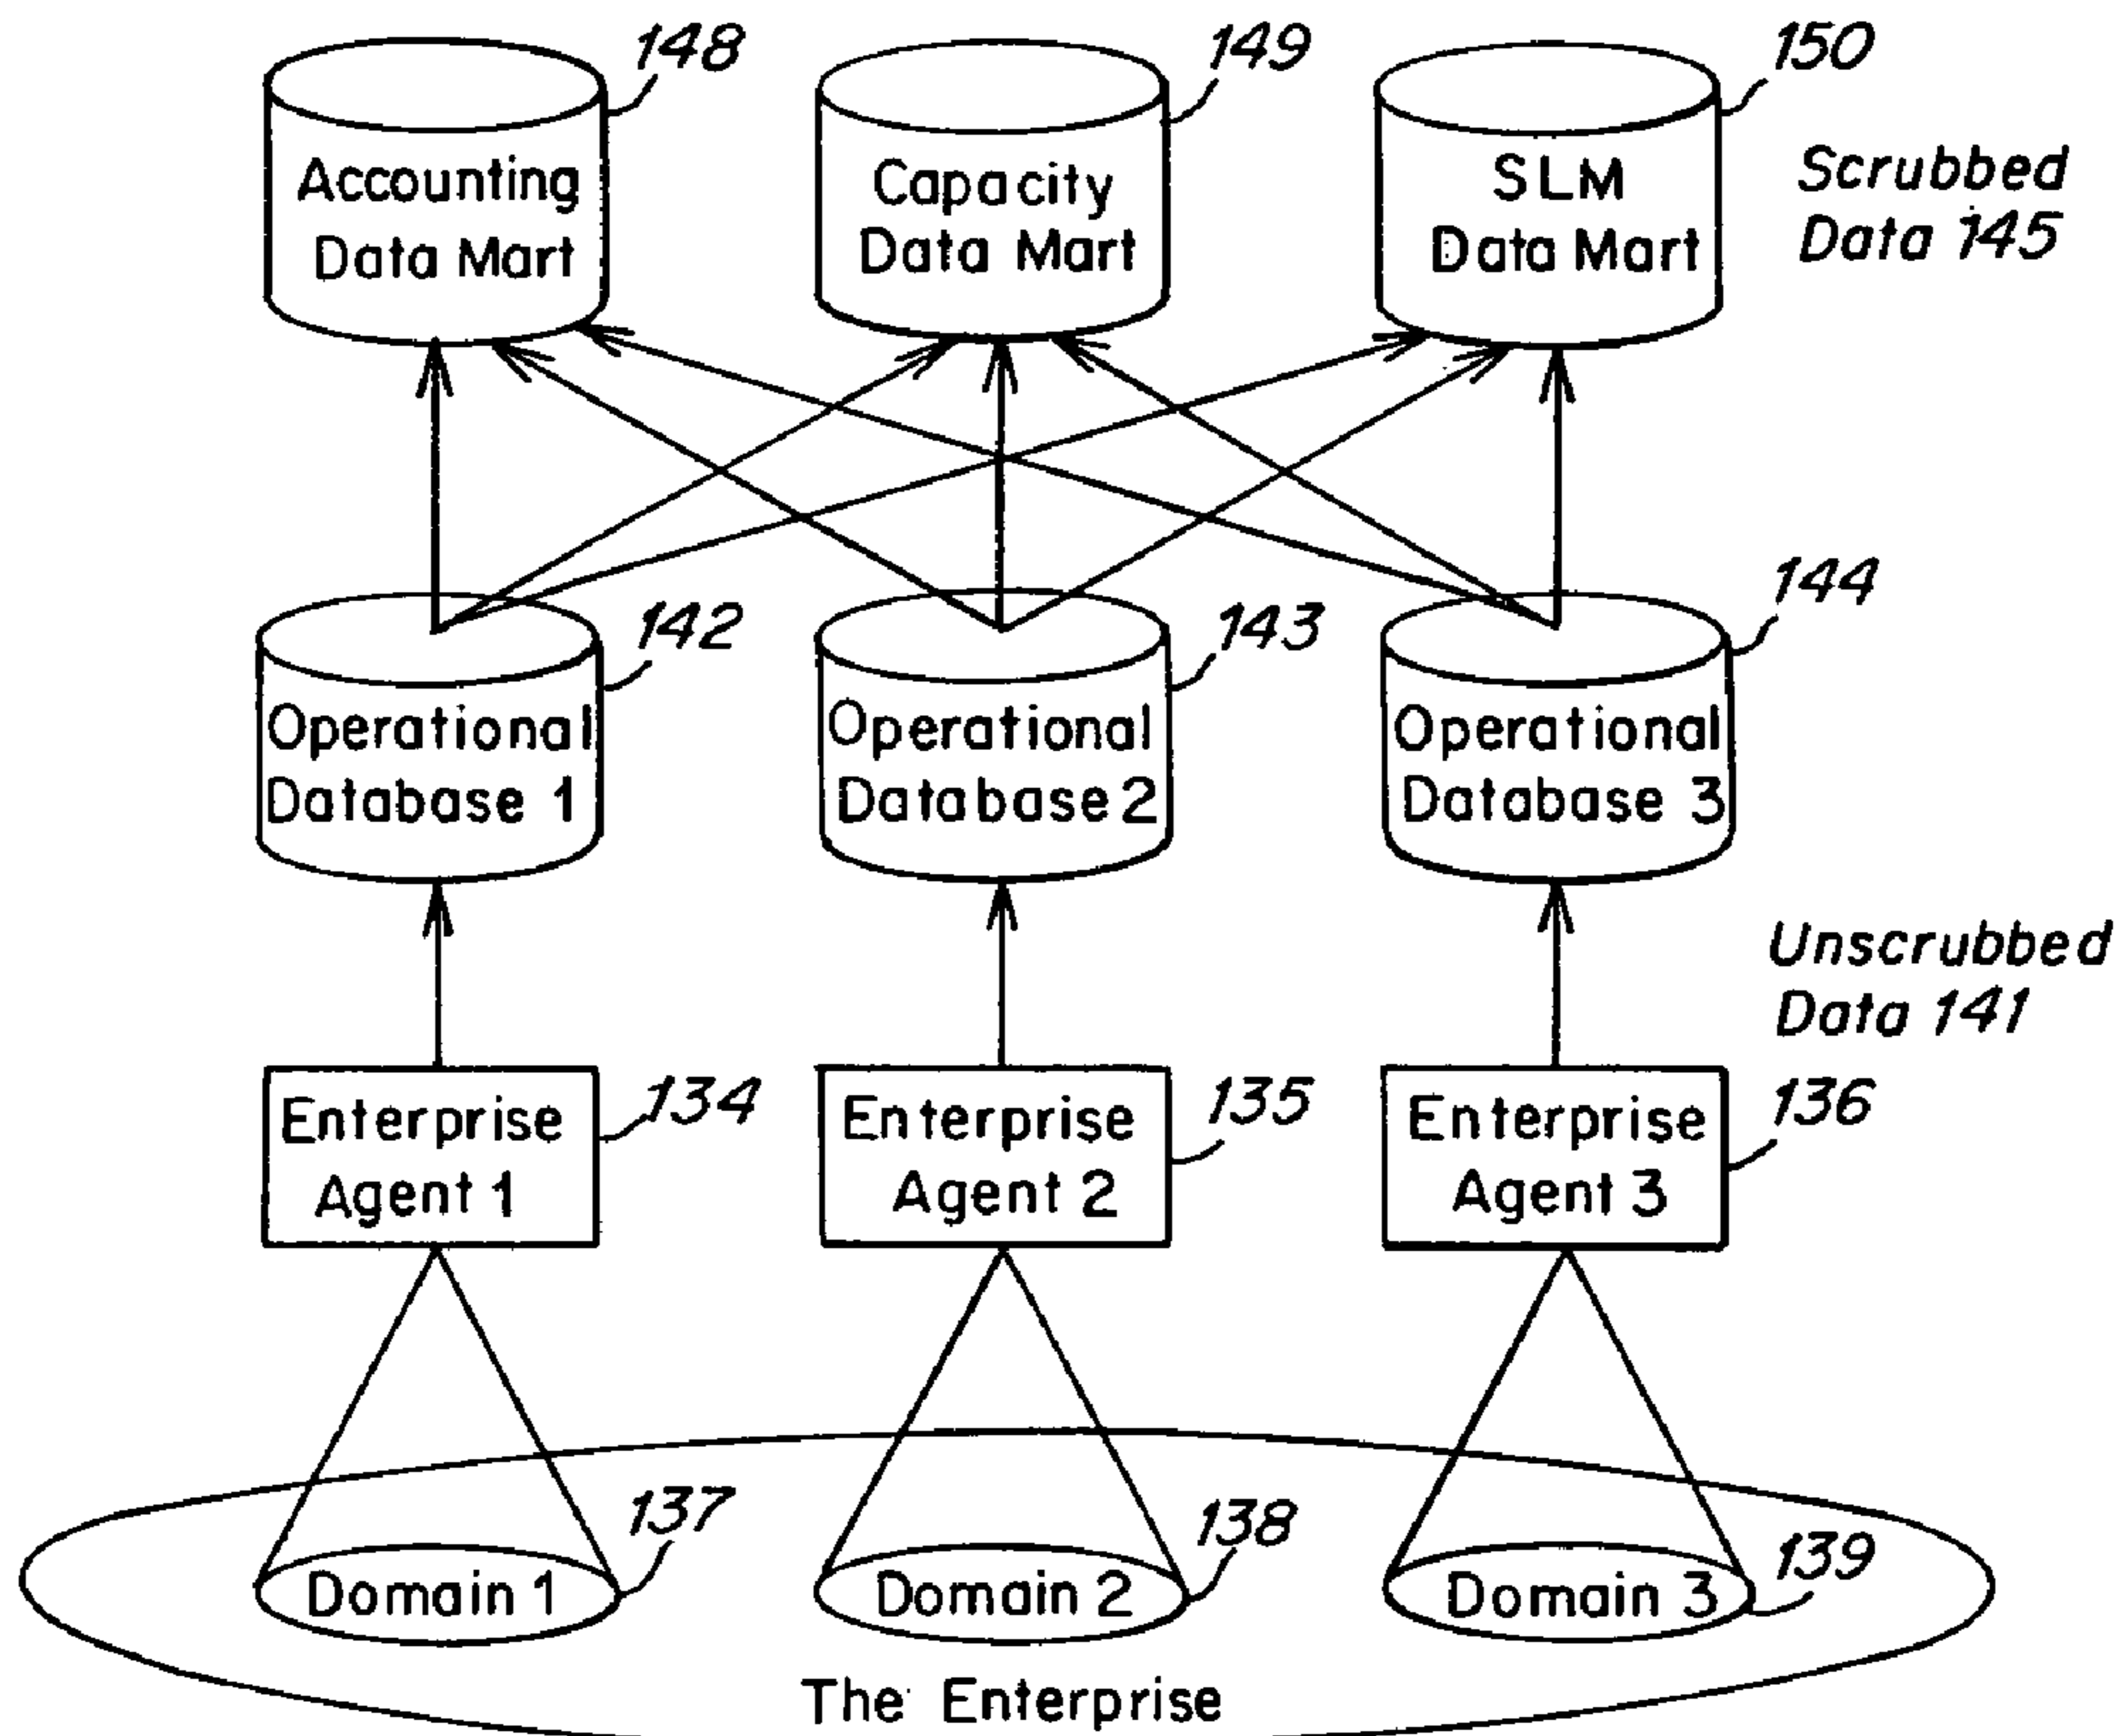 148
149
150
Accounting
Data Mart
Capacity
Data Mart
SLM
Data Mart
Scrubbed
Data 145
142
143
144
Operational
Database 1
Operational
Database 2
Operational
Database 3
Unscrubbed
Data 141
134
135
136
Enterprise
Agent 1
Enterprise
Agent 2
Enterprise
Agent 3
137
138
139
Domain 1
Domain 2
Domain 3
The Enterprise